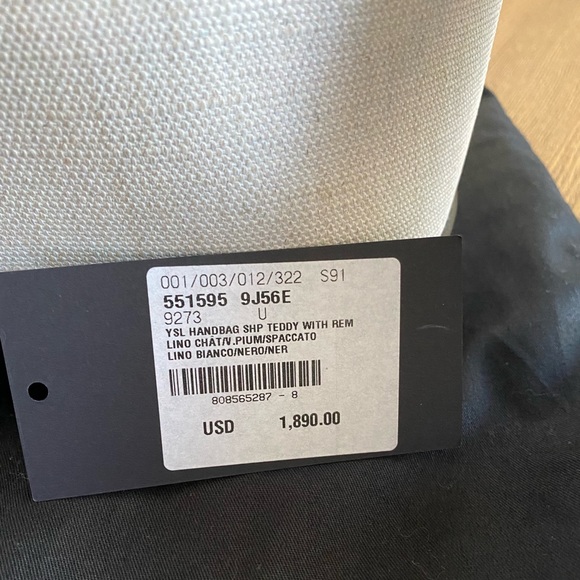 001/003/012/322 S91
551595 9J56E
9273 U
YSL HANDBAG SHP TEDDY WITH REM
LINO CHÂT/V.PIUM/SPACCATO
LINO BIANCO/NERO/NER
808565287 - 8
USD 1,890.00